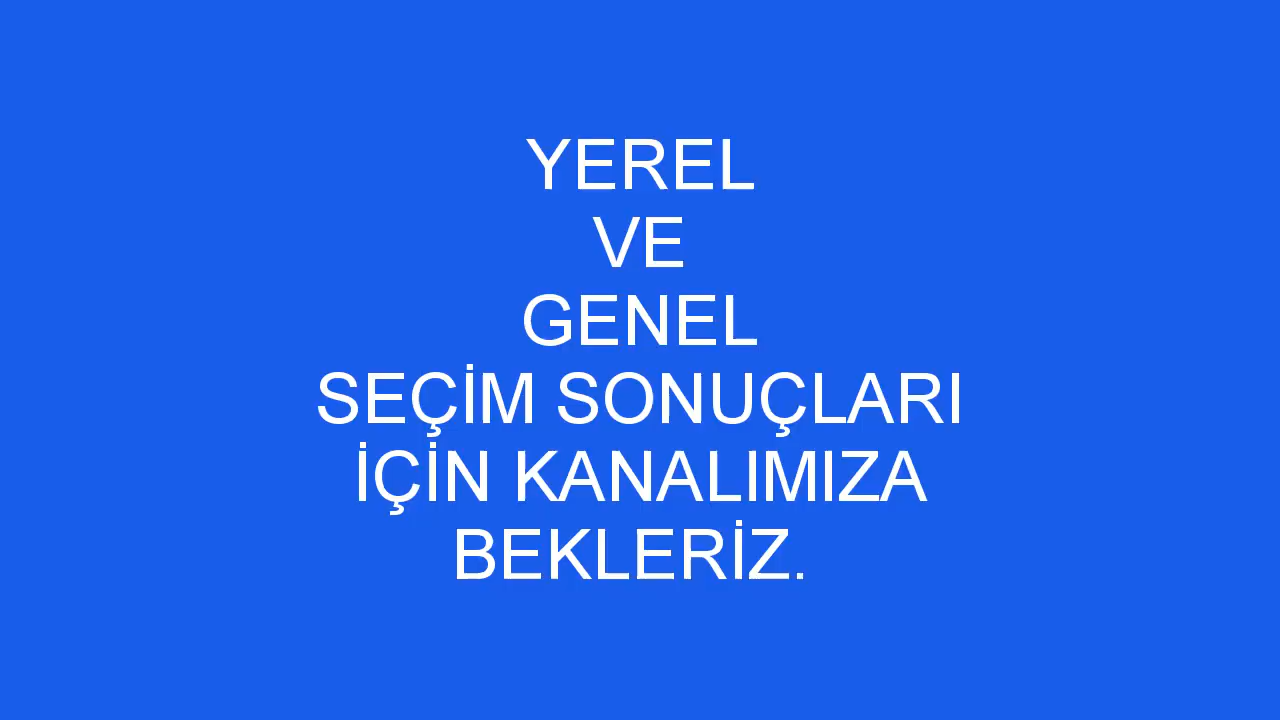 YEREL
VE
GENEL
SEÇİM SONUÇLARI
İÇİN KANALIMIZA
BEKLERİZ.